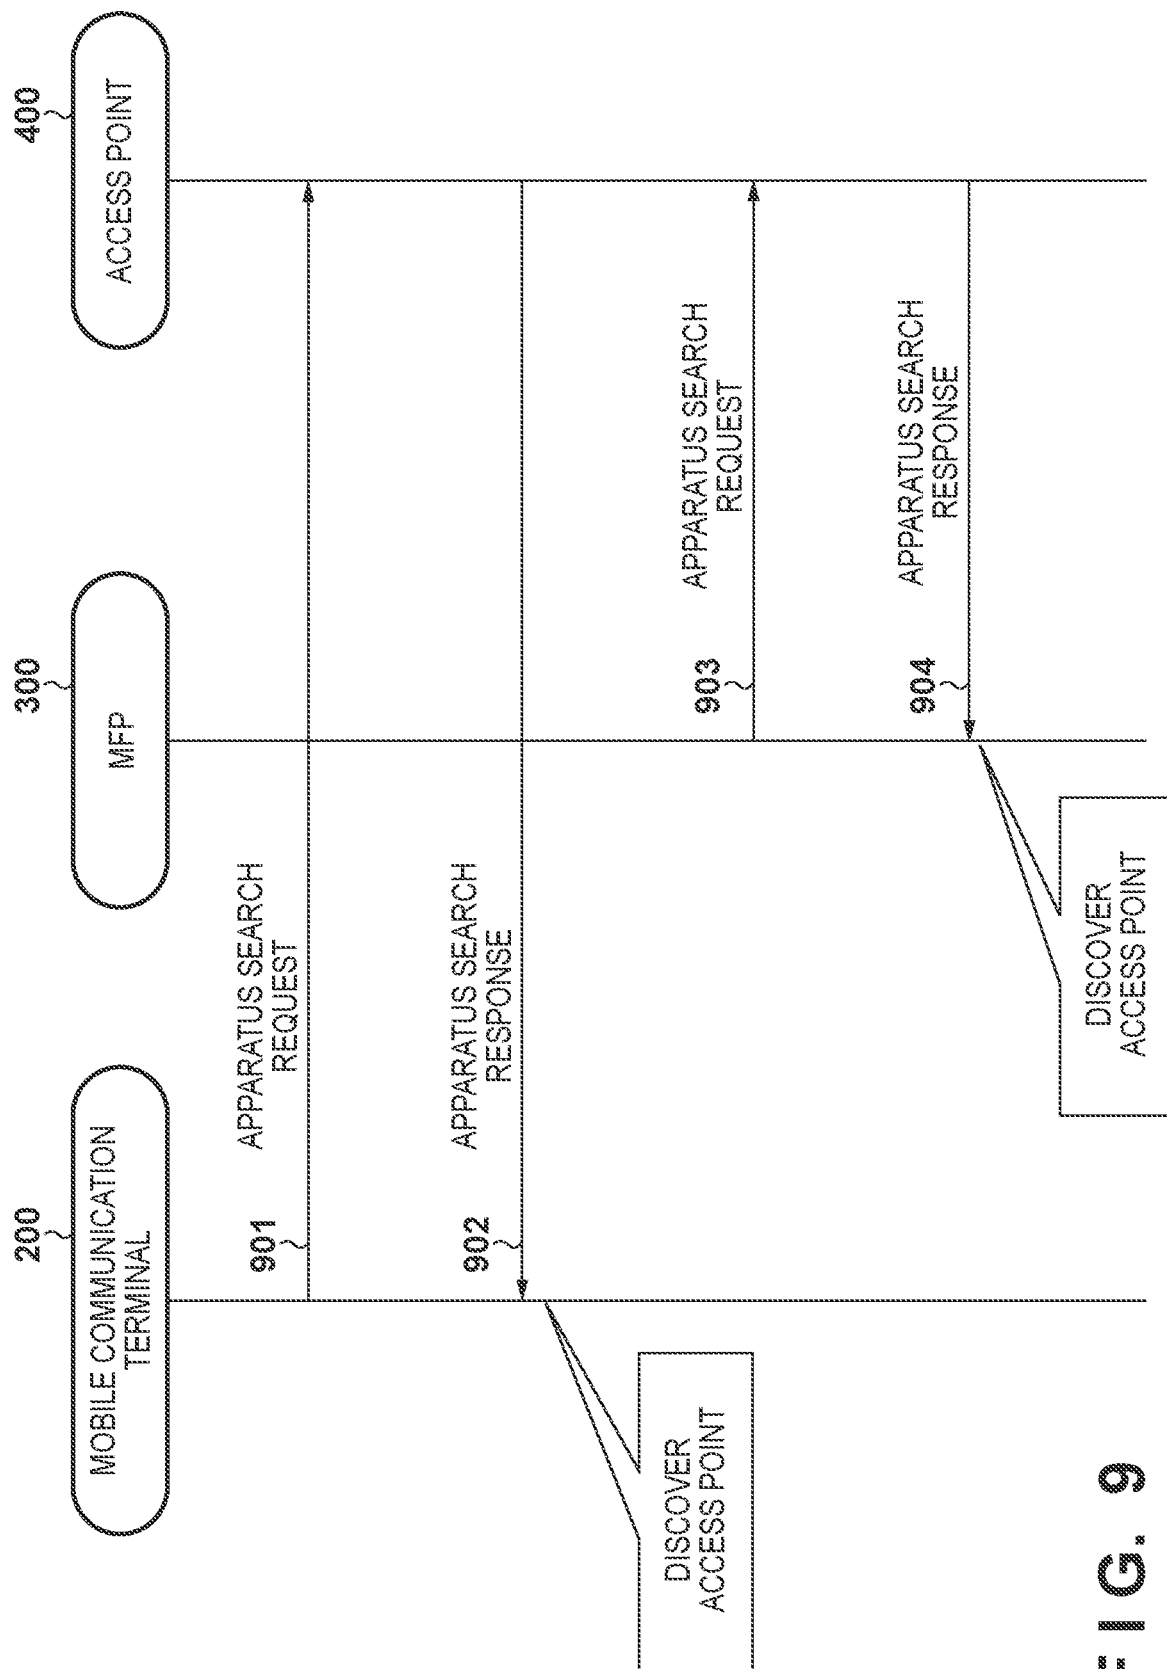 FIG. 9
200
MOBILE COMMUNICATION
TERMINAL
300
MFP
400
ACCESS POINT
901
APPARATUS SEARCH
REQUEST
902
APPARATUS SEARCH
RESPONSE
DISCOVER
ACCESS POINT
903
APPARATUS SEARCH
REQUEST
904
APPARATUS SEARCH
RESPONSE
DISCOVER
ACCESS POINT